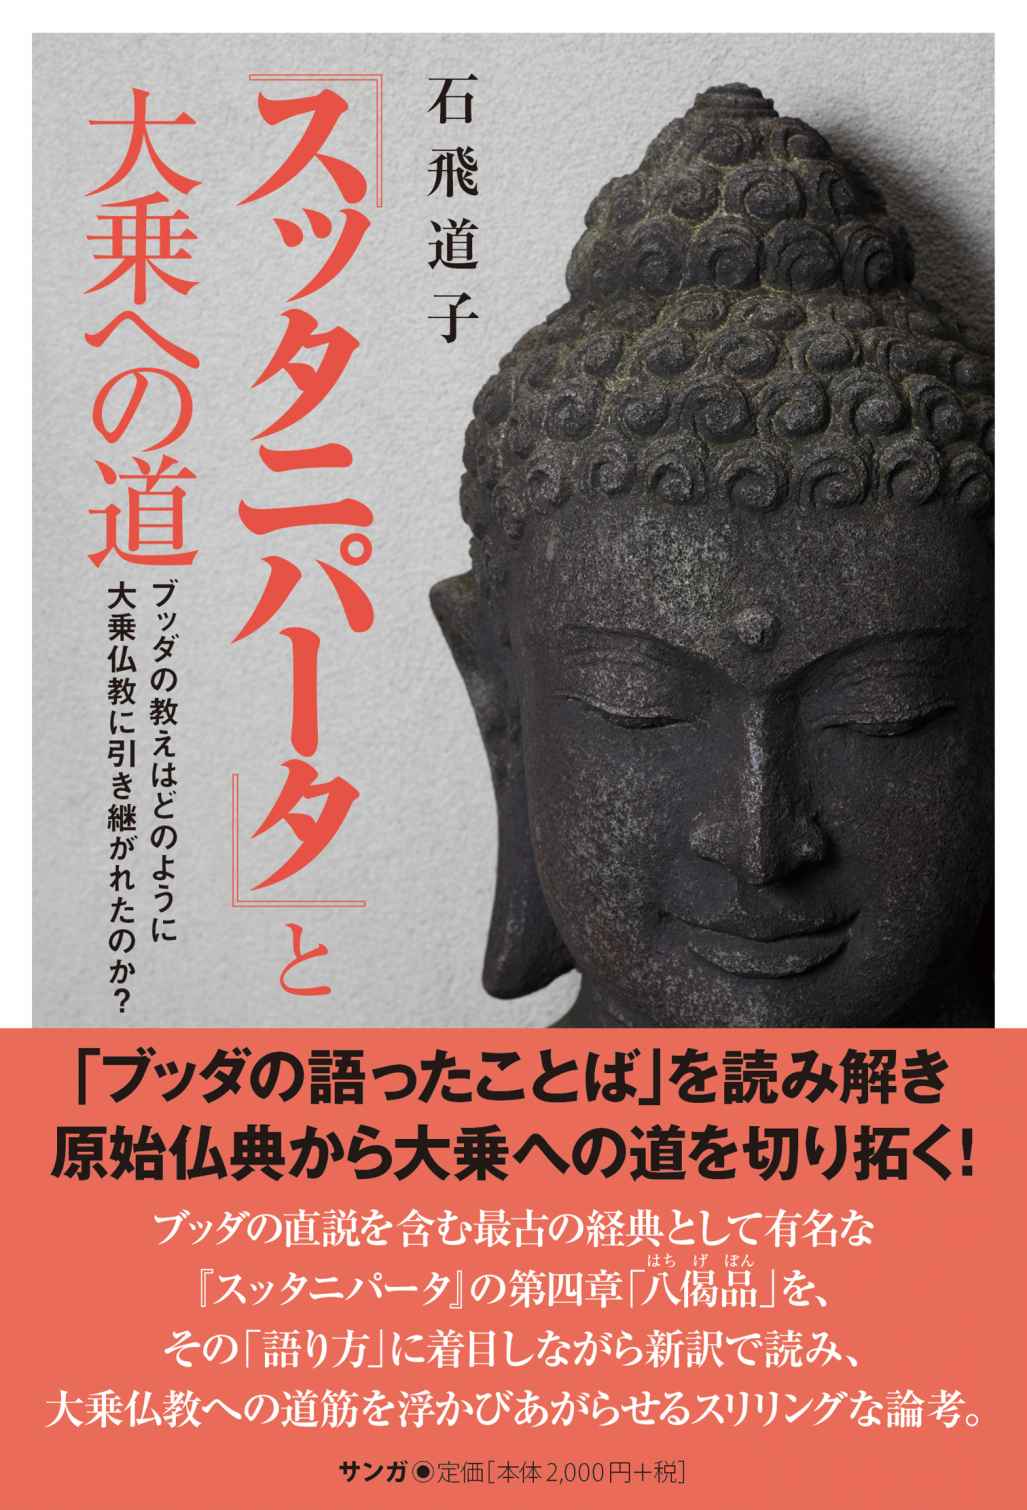 石飛道子
『スッタニパータ』と
大乗への道
ブッダの教えはどのように
大乗仏教に引き継がれたのか?
「ブッダの語ったことば」を読み解き
原始仏典から大乗への道を切り拓く!
ブッダの直説を含む最古の経典として有名な
はち げ ぼん
『スッタニパータ』の第四章「八偈品」を、
その「語り方」に着目しながら新訳で読み、
大乗仏教への道筋を浮かびあがらせるスリリングな論考。
サンガ◉定価[本体2,000円+税]